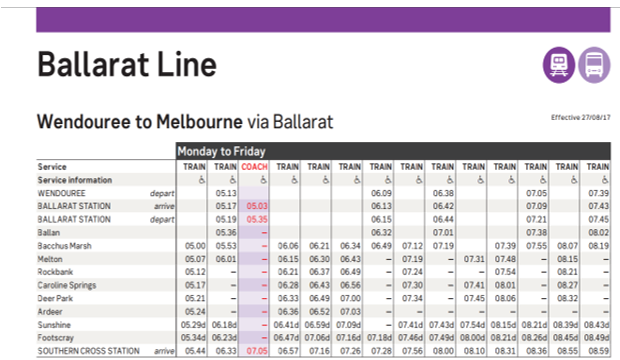 Ballarat Line
Wendouree to Melbourne via Ballarat
Effective 27/08/17
Monday to Friday
Service TRAIN TRAIN COACH TRAIN TRAIN TRAIN TRAIN TRAIN TRAIN TRAIN TRAIN TRAIN TRAIN TRAIN
Service information
WENDOUREE depart 05.13 06.09 06.38 07.05 07.39
BALLARAT STATION arrive 05.17 05.03 06.13 06.42 07.09 07.43
BALLARAT STATION depart 05.19 05.35 06.15 06.44 07.21 07.45
Ballan 05.36 – 06.32 07.01 07.38 08.02
Bacchus Marsh 05.00 05.53 – 06.06 06.21 06.34 06.49 07.12 07.19 07.39 07.55 08.07 08.19
Melton 05.07 06.01 – 06.15 06.30 06.43 – 07.19 – 07.31 07.48 – 08.15 –
Rockbank 05.12 – – 06.21 06.37 06.49 – 07.24 – – 07.54 – 08.21 –
Caroline Springs 05.17 – – 06.28 06.43 06.56 – 07.30 – 07.41 08.01 – 08.27 –
Deer Park 05.21 – – 06.33 06.49 07.00 – 07.34 – 07.45 08.06 – 08.32 –
Ardeer 05.24 – – 06.36 06.52 07.03 – – – – – – – –
Sunshine 05.29d 06.18d – 06.41d 06.59d 07.09d – 07.41d 07.43d 07.54d 08.15d 08.21d 08.39d 08.43d
Footscray 05.34d 06.23d – 06.47d 07.06d 07.16d 07.18d 07.46d 07.49d 08.00d 08.21d 08.26d 08.45d 08.49d
SOUTHERN CROSS STATION arrive 05.44 06.33 07.05 06.57 07.16 07.26 07.28 07.56 08.00 08.10 08.31 08.36 08.55 08.59